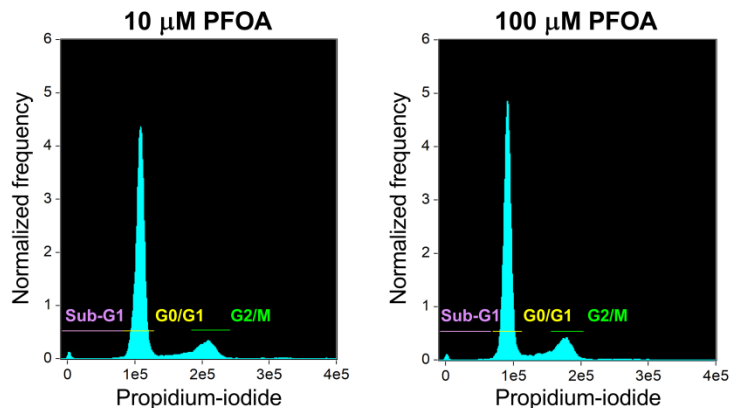 10 μM PFOA
6
5
4
3
2
1
0
Normalized frequency
Sub-G1 G0/G1 G2/M
0 1e5 2e5 3e5 4e5
Propidium-iodide
100 μM PFOA
6
5
4
3
2
1
0
Normalized frequency
Sub-G1 G0/G1 G2/M
0 1e5 2e5 3e5 4e5
Propidium-iodide